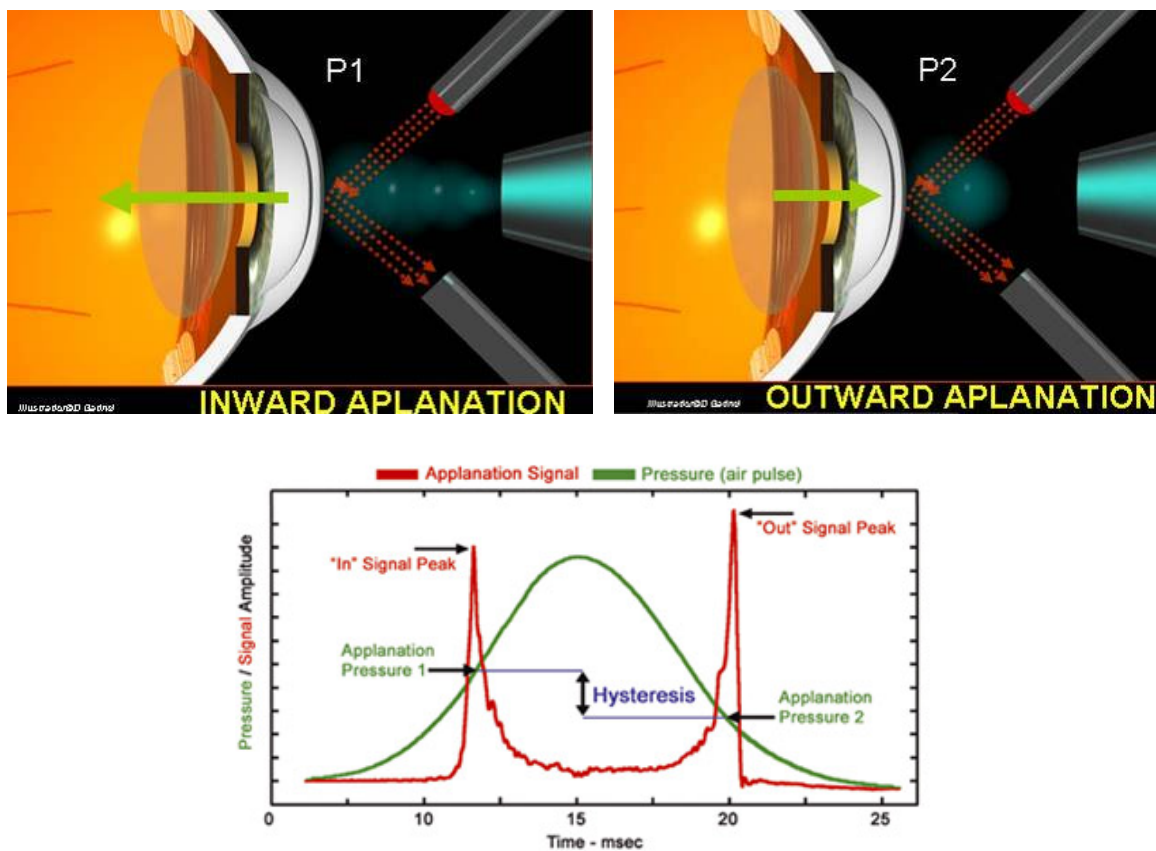 P1
INWARD APLANATION
P2
OUTWARD APLANATION
Applanation Signal
Pressure (air pulse)
"In" Signal Peak
"Out" Signal Peak
Applanation
Pressure 1
Hysteresis
Applanation
Pressure 2
Pressure / Signal Amplitude
0
10
15
20
25
Time - msec